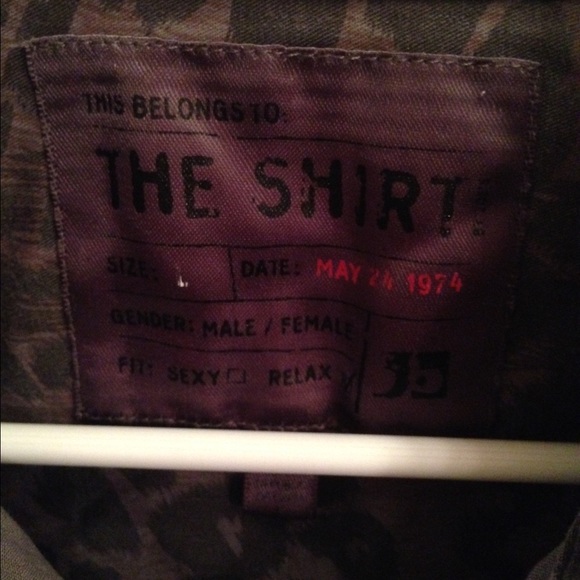 THIS BELONGS TO:
THE SHIRT
SIZE: L DATE: MAY 24 1974
GENDER: MALE / FEMALE
FIT: SEXY RELAX